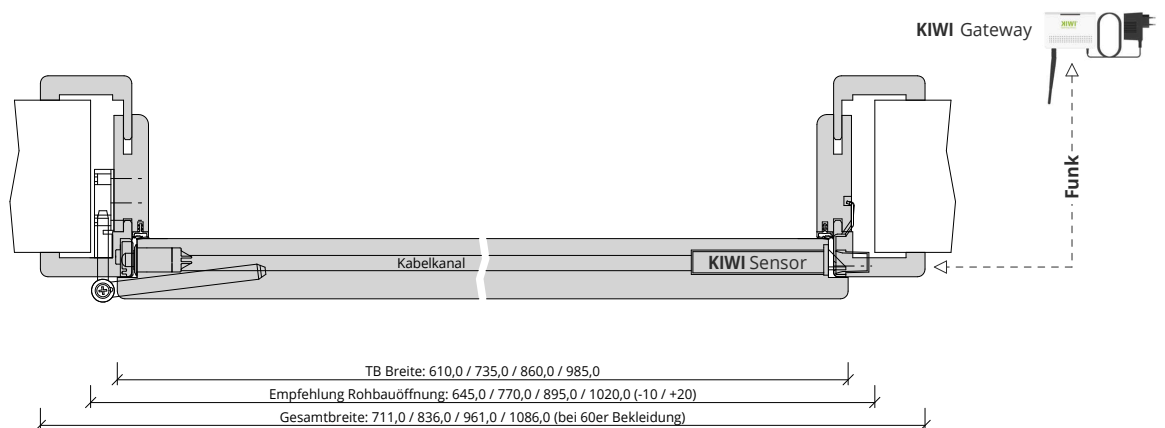 KIWI Gateway
KIWI
Funk
Kabelkanal
KIWI Sensor
TB Breite: 610,0 / 735,0 / 860,0 / 985,0
Empfehlung Rohbauöffnung: 645,0 / 770,0 / 895,0 / 1020,0 (-10 / +20)
Gesamtbreite: 711,0 / 836,0 / 961,0 / 1086,0 (bei 60er Bekleidung)